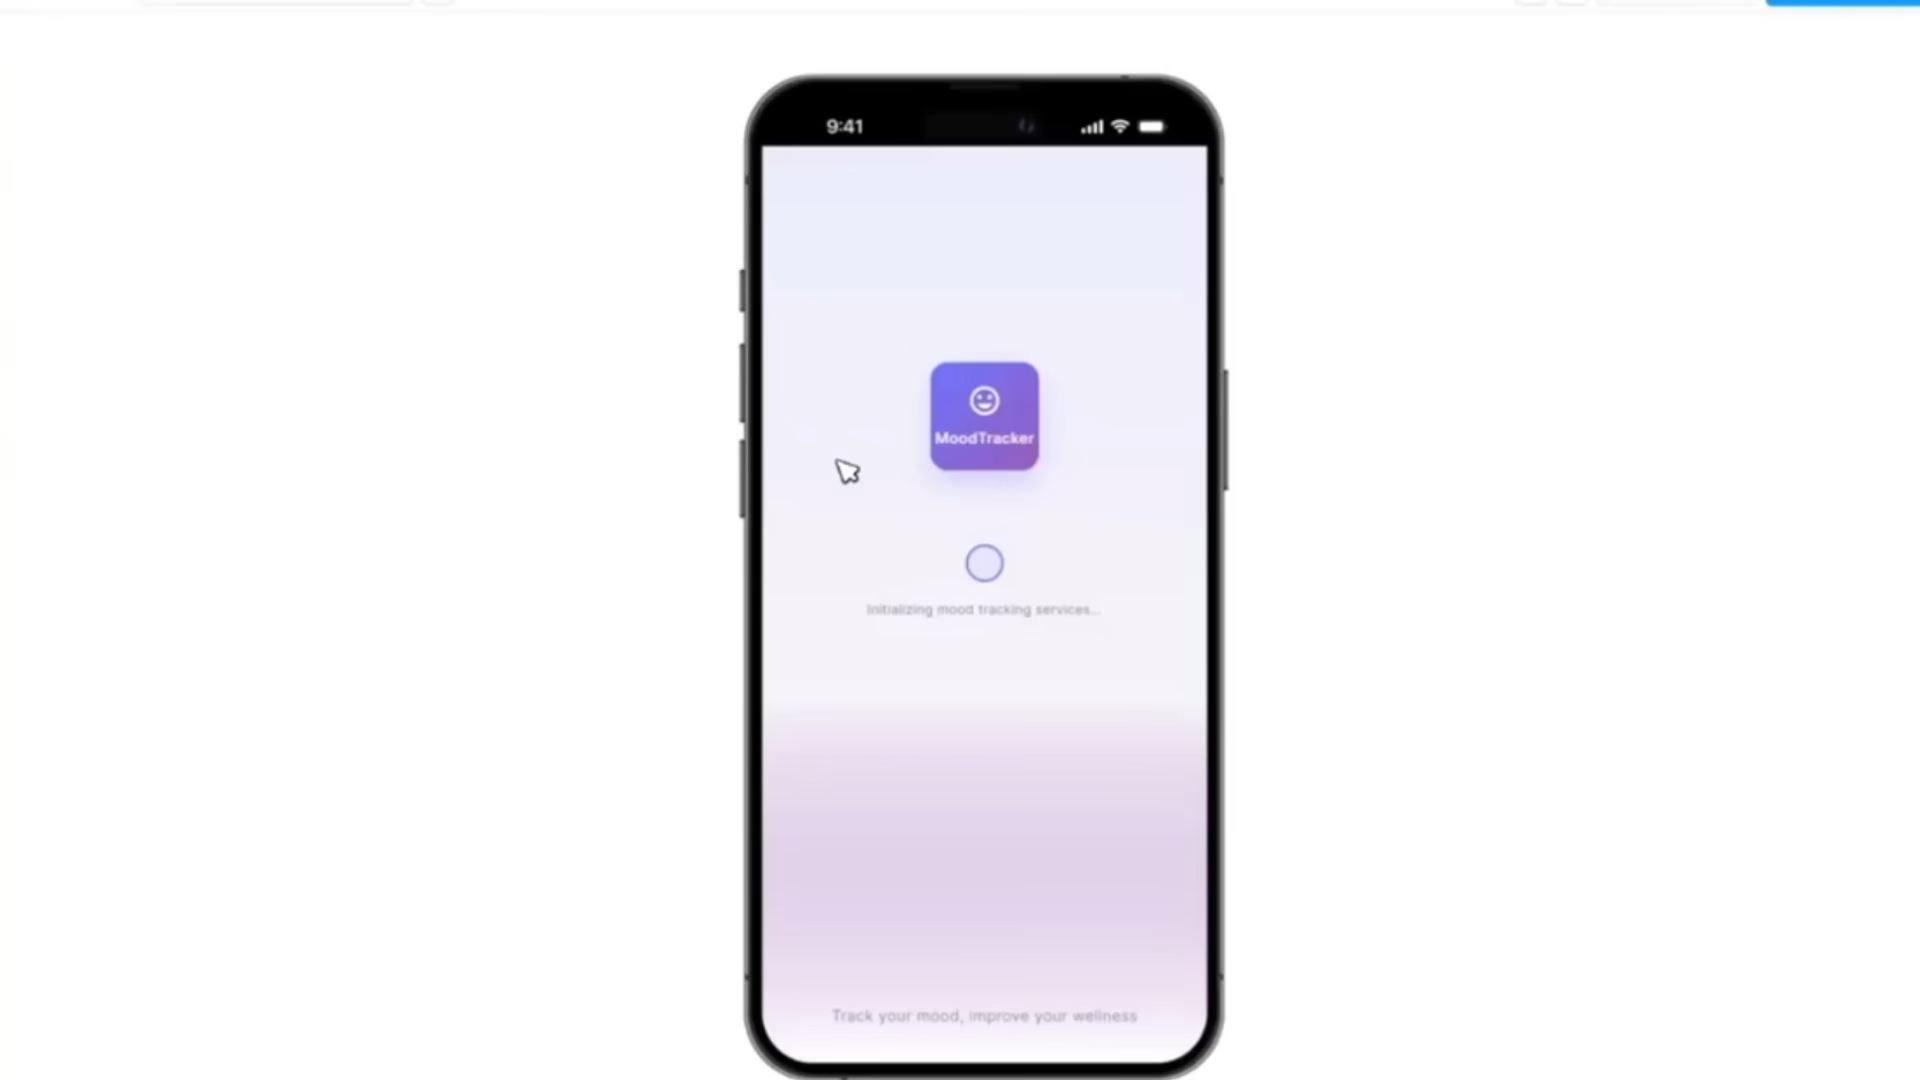 9:41
MoodTracker
Initializing mood tracking services...
Track your mood, improve your wellness